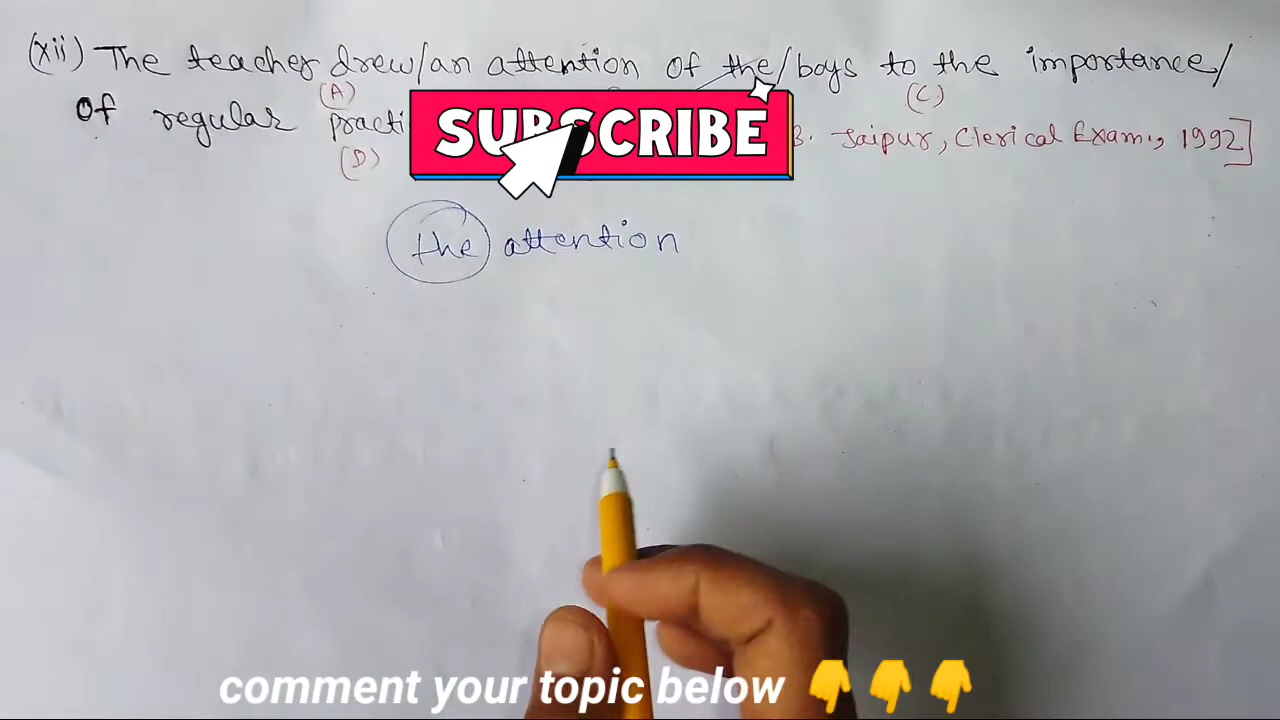 (xii) The teacher drew/an attention of the/boys to the importance/
(A) (C)
of regular practi
SUBSCRIBE
Jaipur, Clerical Exam., 1992]
(D)
the attention
comment your topic below 👇👇👇